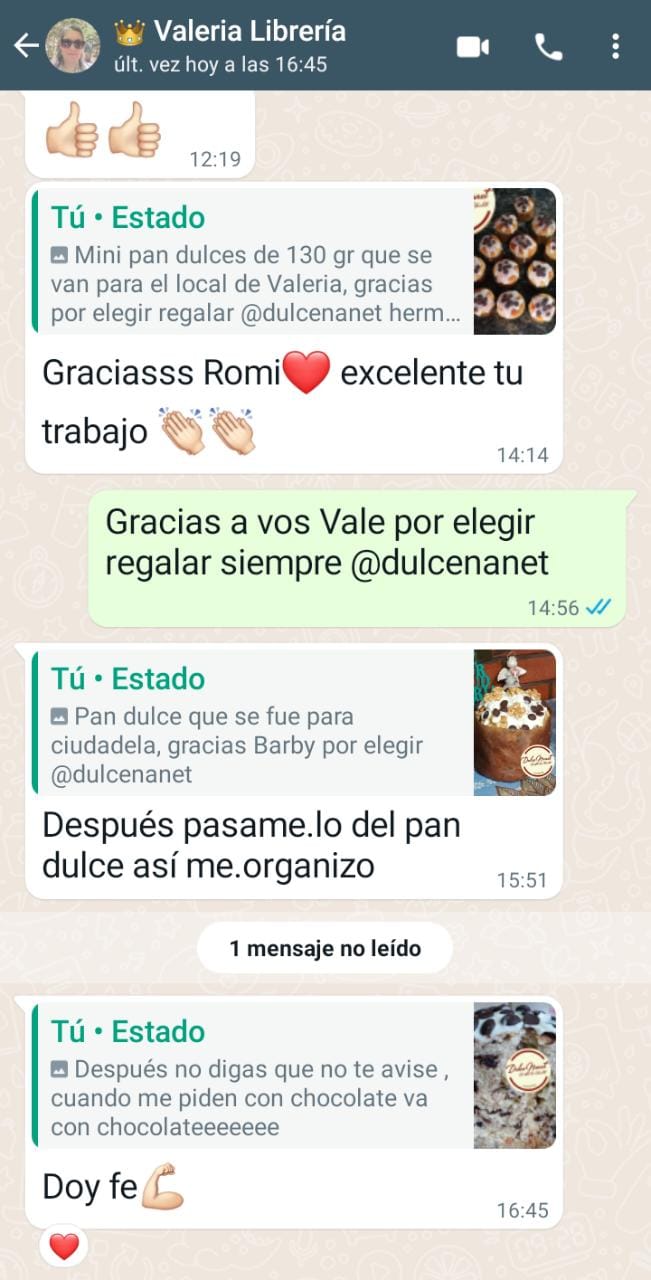 👑 Valeria Librería
últ. vez hoy a las 16:45
👍🏻👍🏻
12:19
Tú • Estado
Mini pan dulces de 130 gr que se
van para el local de Valeria, gracias
por elegir regalar @dulcenanet herm...
Graciasss Romi❤️ excelente tu
trabajo 👏🏻👏🏻
14:14
Gracias a vos Vale por elegir
regalar siempre @dulcenanet
14:56
Tú • Estado
Pan dulce que se fue para
ciudadela, gracias Barby por elegir
@dulcenanet
Después pasame.lo del pan
dulce así me.organizo
15:51
1 mensaje no leído
Tú • Estado
Después no digas que no te avise ,
cuando me piden con chocolate va
con chocolateeeeeee
Doy fe💪🏻
16:45
❤️